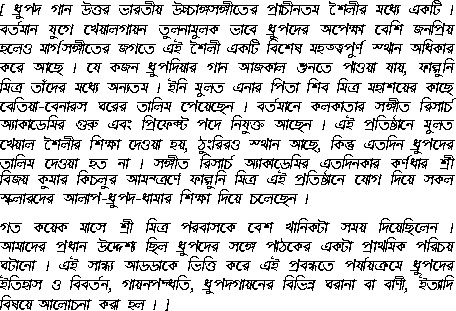 [ ধ্রুপদ গান উত্তর ভারতীয় উচ্চাঙ্গসঙ্গীতের প্রাচীনতম শৈলীর মধ্যে একটি ।
বর্তমান যুগে খেয়ালগায়ন তুলনামূলক ভাবে ধ্রুপদের অপেক্ষা বেশি জনপ্রিয়
হলেও মার্গসঙ্গীতের জগতে এই শৈলী একটি বিশেষ মহত্ত্বপূর্ণ স্থান অধিকার
করে আছে । যে কজন ধ্রুপদিয়ার গান আজকাল শুনতে পাওয়া যায়, ফাল্গুনি
মিত্র তাঁদের মধ্যে অন্যতম । ইনি মূলত এনার পিতা শিব মিত্র মহাশয়ের কাছে
বেতিয়া-বেনারস ঘরের তালিম পেয়েছেন । বর্তমানে কলকাতার সঙ্গীত রিসার্চ
অ্যাকাডেমির গুরু এবং প্রিফেক্ট পদে নিযুক্ত আছেন । এই প্রতিষ্ঠানে মূলত
খেয়াল শৈলীর শিক্ষা দেওয়া হয়, ঠুংরিরও স্থান আছে, কিন্তু এতদিন ধ্রুপদের
তালিম দেওয়া হত না । সঙ্গীত রিসার্চ অ্যাকাডেমির এতদিনকার কর্ণধার শ্রী
বিজয় কুমার কিচলুর আমন্ত্রণে ফাল্গুনি মিত্র এই প্রতিষ্ঠানে যোগ দিয়ে সকল
স্কলারদের আলাপ-ধ্রুপদ-ধামার শিক্ষা দিয়ে চলেছেন ।
গত কয়েক মাসে শ্রী মিত্র পরবাসকে বেশ খানিকটা সময় দিয়েছিলেন ।
আমাদের প্রধান উদ্দেশ্য ছিল ধ্রুপদের সঙ্গে পাঠকের একটা প্রাথমিক পরিচয়
ঘটানো । এই সান্ধ্য আড্ডাকে ভিত্তি করে এই প্রবন্ধতে পর্যায়ক্রমে ধ্রুপদের
ইতিহাস ও বিবর্তন, গায়নপদ্ধতি, ধ্রুপদগায়নের বিভিন্ন ঘরানা বা বাণী, ইত্যাদি
বিষয়ে আলোচনা করা হল । ]